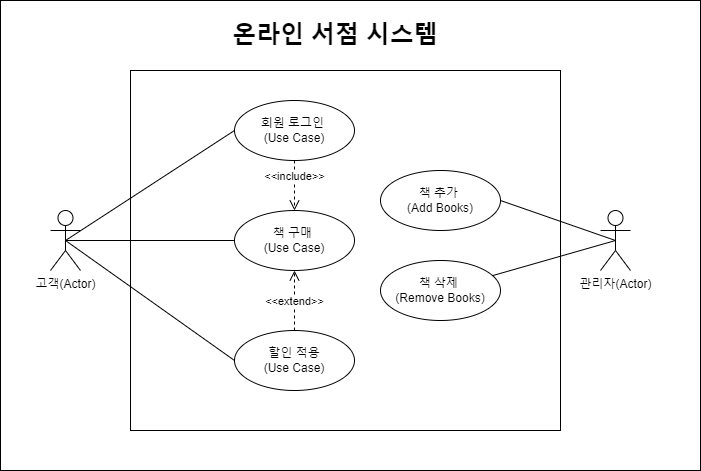 온라인 서점 시스템
회원 로그인
(Use Case)
<<include>>
책 추가
(Add Books)
책 구매
(Use Case)
고객(Actor)
책 삭제
(Remove Books)
관리자(Actor)
<<extend>>
할인 적용
(Use Case)